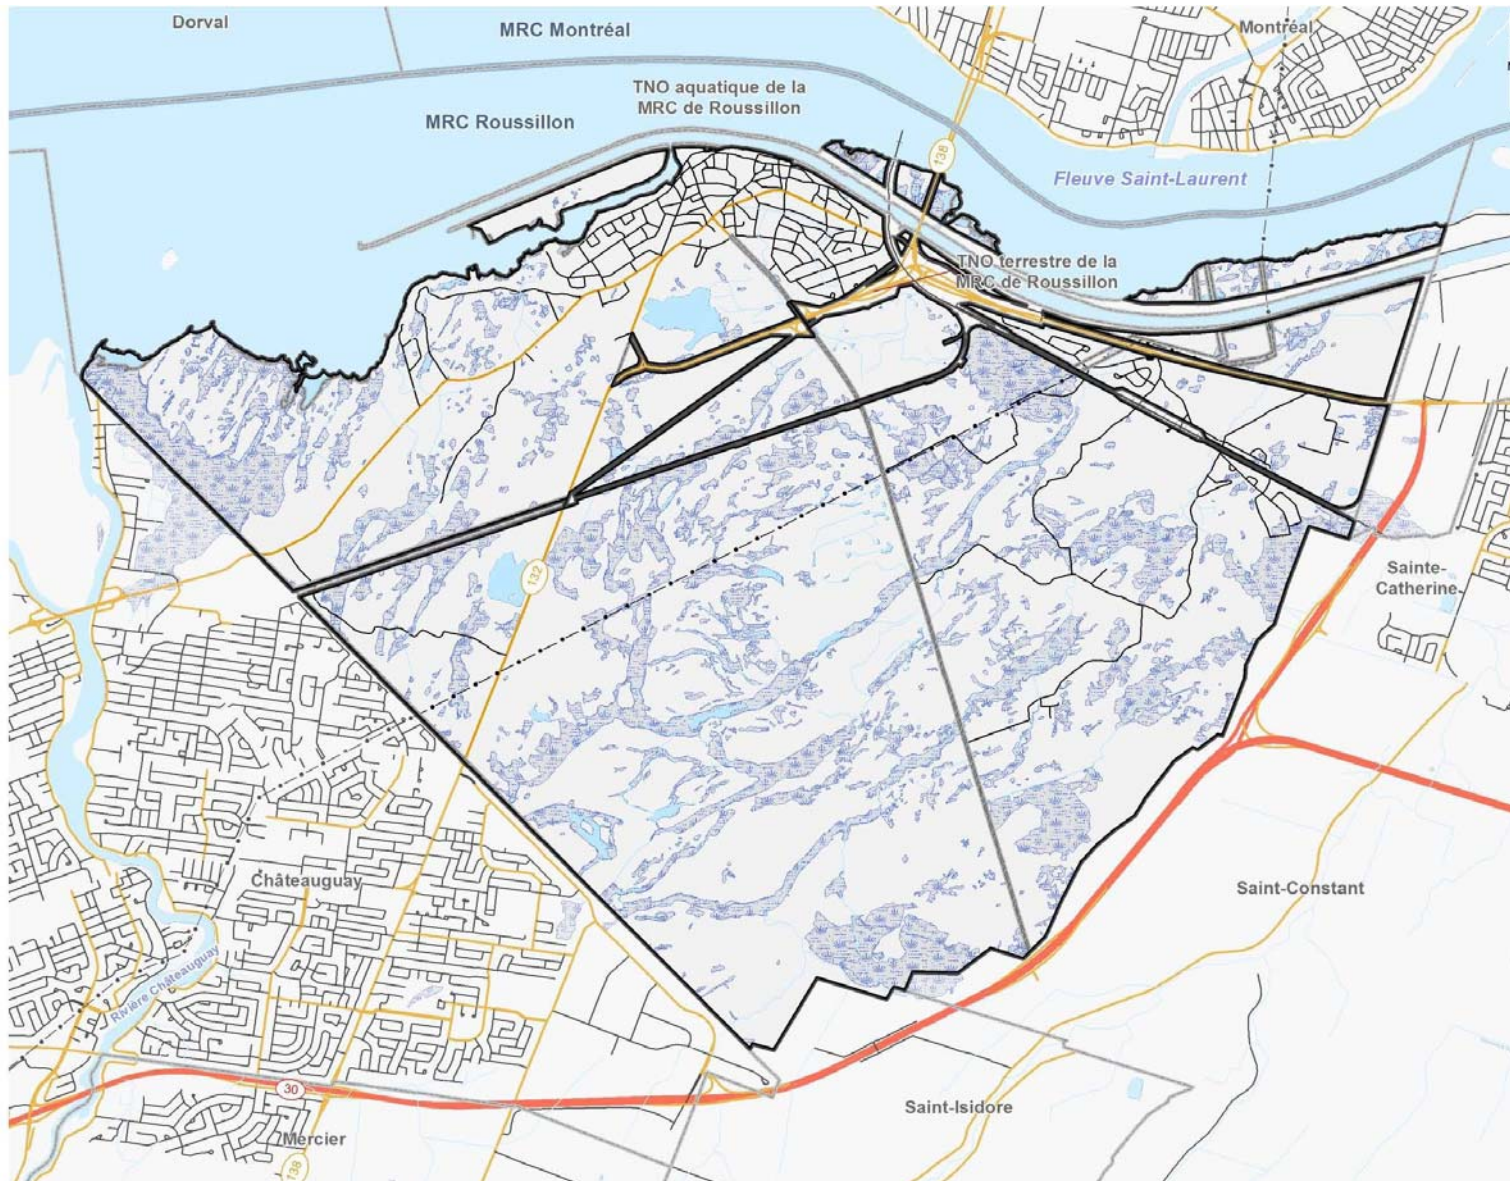 Dorval
MRC Montréal
Montréal
TNO aquatique de la
MRC de Roussillon
MRC Roussillon
138
Fleuve Saint-Laurent
TNO terrestre de la
MRC de Roussillon
132
Sainte-
Catherine
Châteauguay
Saint-Constant
Rivière Châteauguay
30
Saint-Isidore
Mercier
138